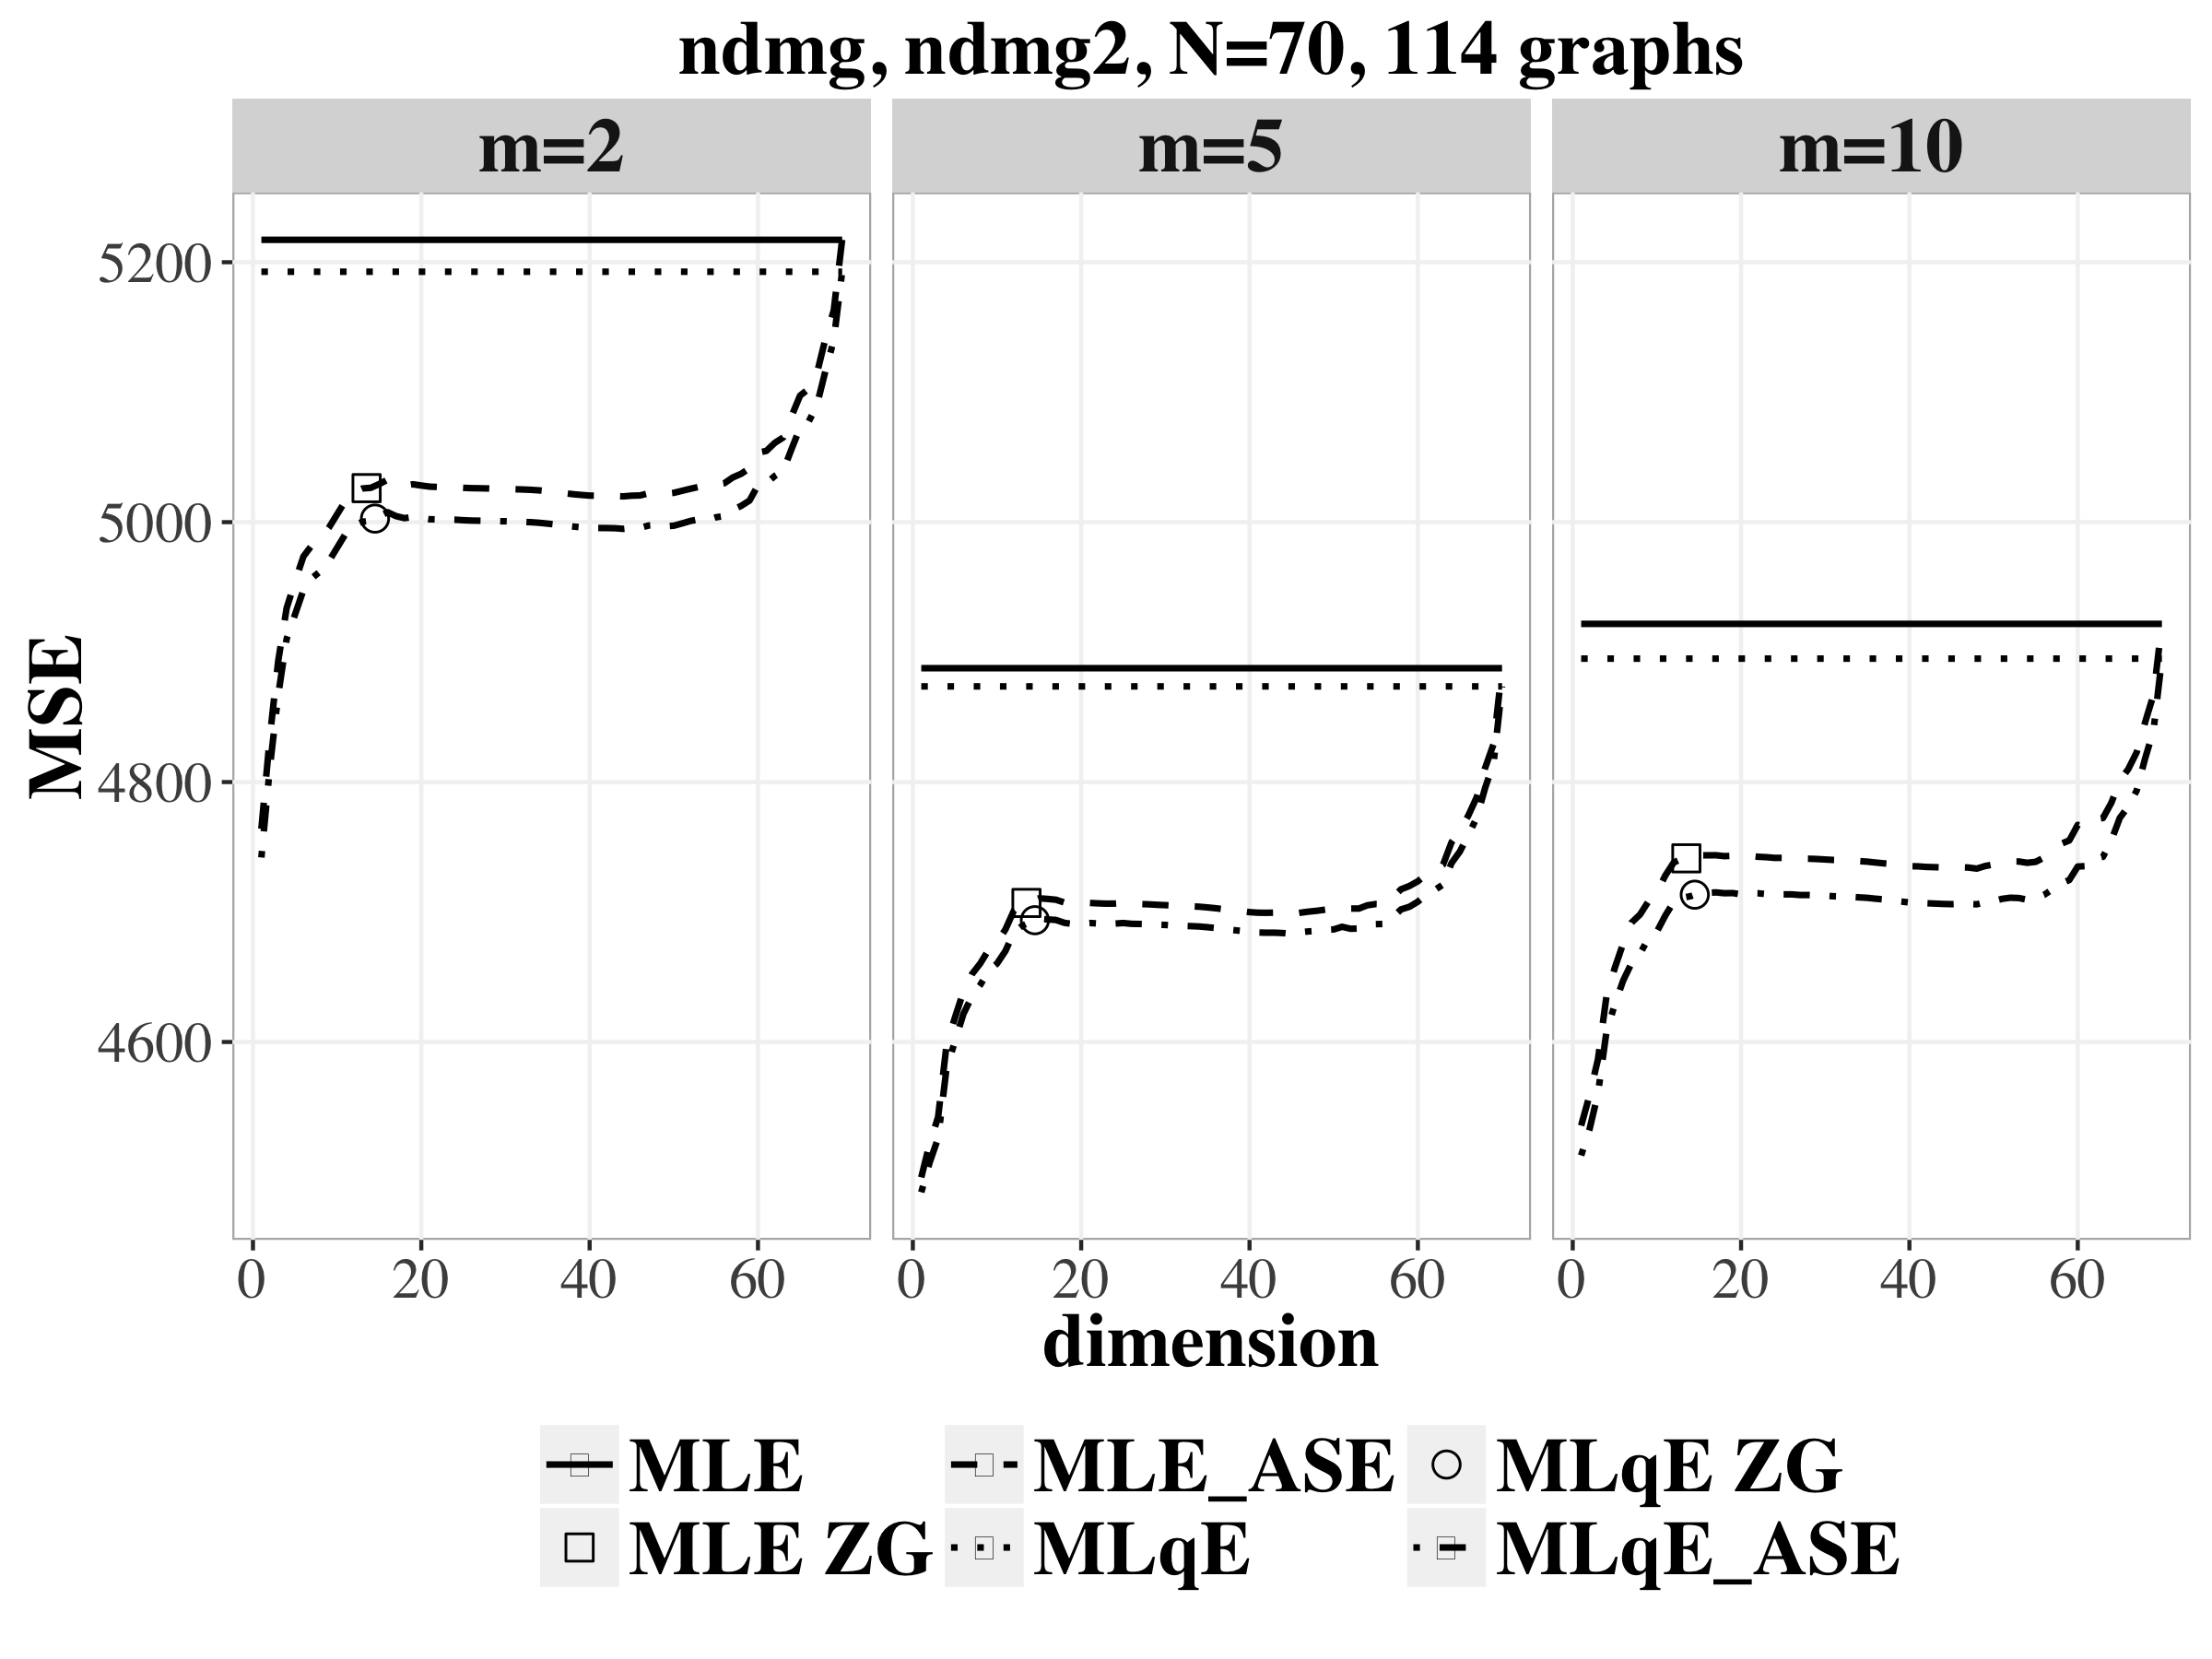 ndmg, ndmg2, N=70, 114 graphs
m=2 m=5 m=10
5200
5000
4800
4600
MSE
0 20 40 60 0 20 40 60 0 20 40 60
dimension
MLE MLE_ASE MLqE ZG
MLE ZG MLqE MLqE_ASE